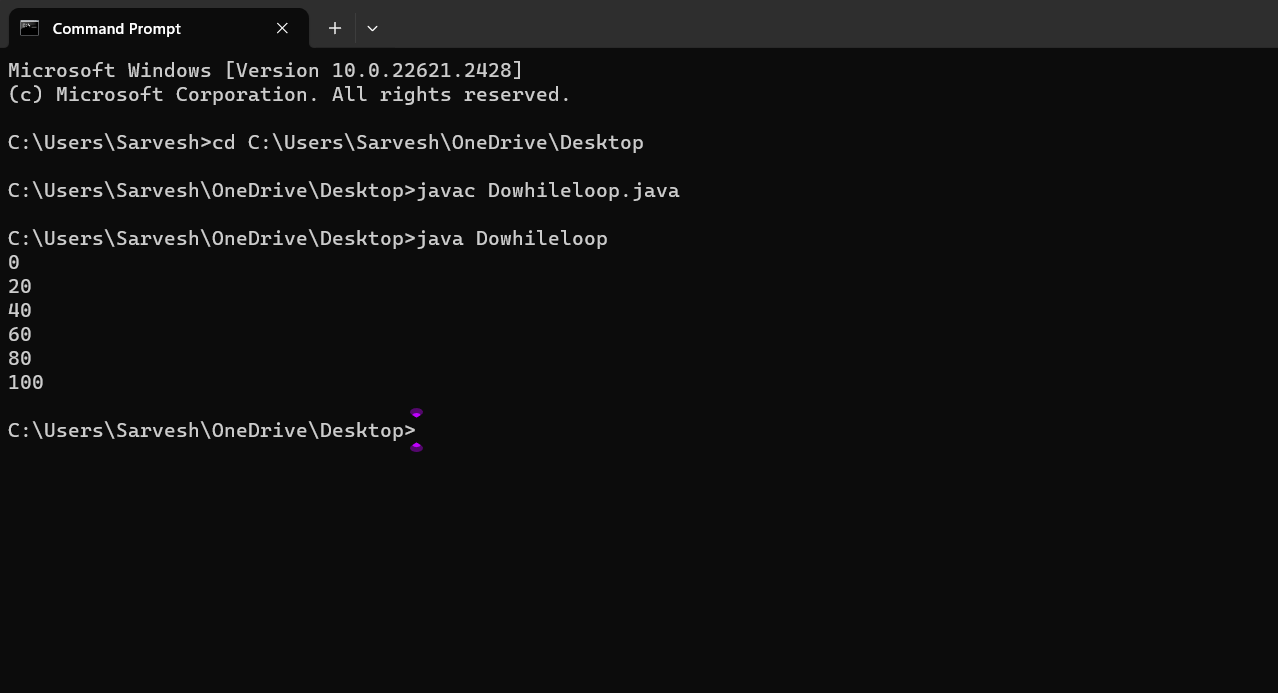 Command Prompt
Microsoft Windows [Version 10.0.22621.2428]
(c) Microsoft Corporation. All rights reserved.
C:\Users\Sarvesh>cd C:\Users\Sarvesh\OneDrive\Desktop
C:\Users\Sarvesh\OneDrive\Desktop>javac Dowhileloop.java
C:\Users\Sarvesh\OneDrive\Desktop>java Dowhileloop
0
20
40
60
80
100
C:\Users\Sarvesh\OneDrive\Desktop>